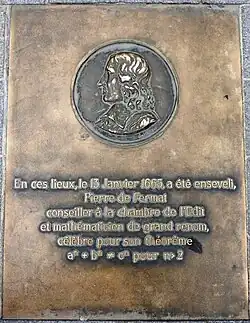 En ces lieux, le 13 Janvier 1665, a été enseveli,
Pierre de Fermat
conseiller à la chambre de l'Édit
et mathématicien de grand renom,
célèbre pour son théorème
aⁿ + bⁿ ≠ cⁿ pour n>2